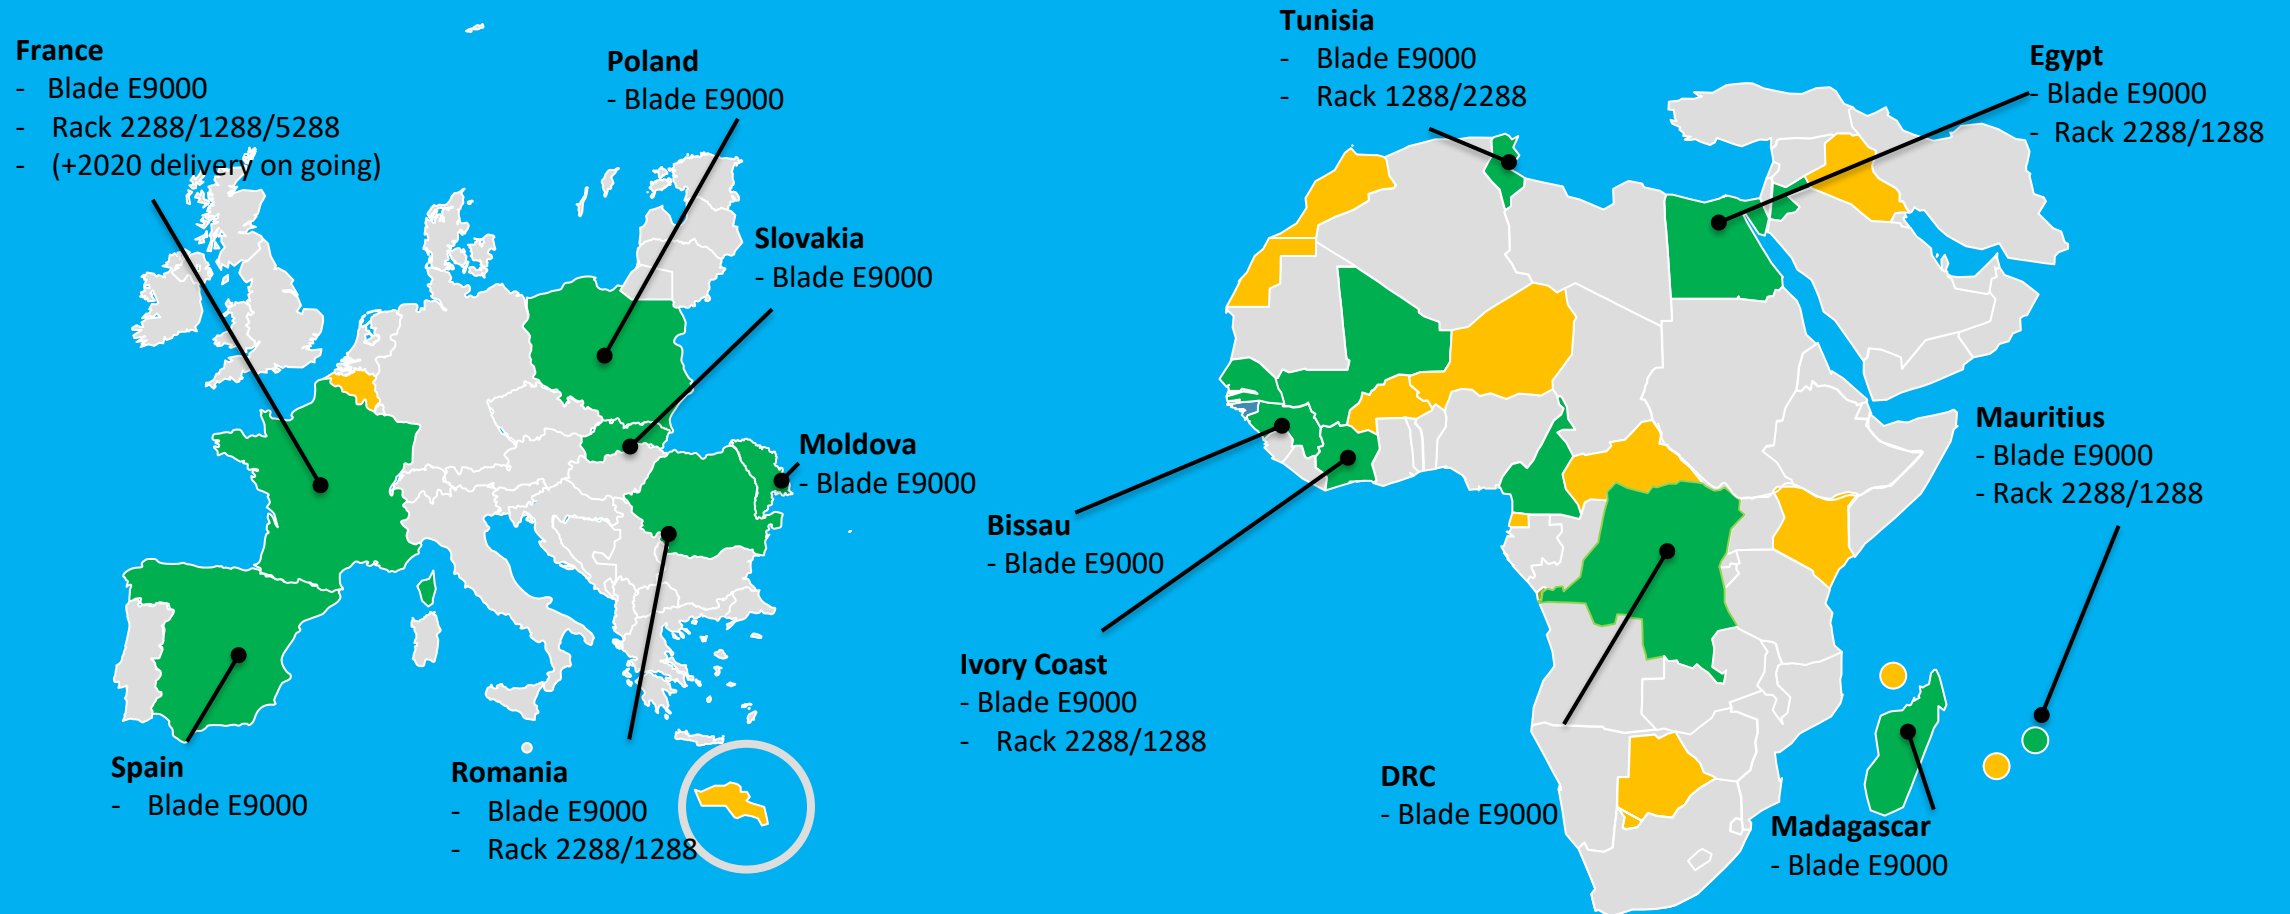 France
- Blade E9000
- Rack 2288/1288/5288
- (+2020 delivery on going)
Poland
- Blade E9000
Slovakia
- Blade E9000
Moldova
- Blade E9000
Spain
- Blade E9000
Romania
- Blade E9000
- Rack 2288/1288
Tunisia
- Blade E9000
- Rack 1288/2288
Egypt
- Blade E9000
- Rack 2288/1288
Mauritius
- Blade E9000
- Rack 2288/1288
Bissau
- Blade E9000
Ivory Coast
- Blade E9000
- Rack 2288/1288
DRC
- Blade E9000
Madagascar
- Blade E9000